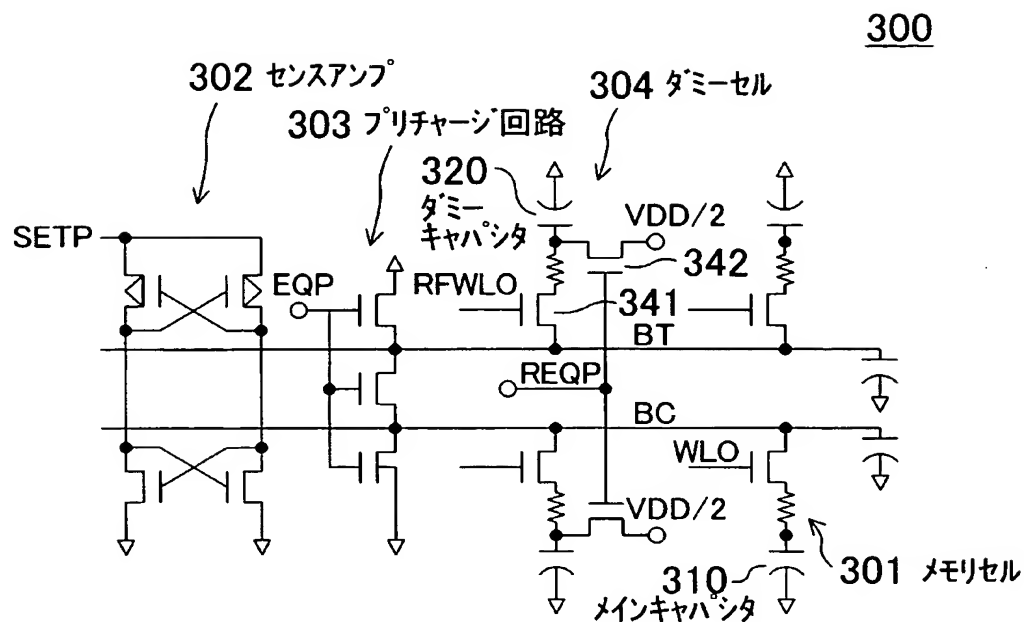 300
302 センスアンプ
304 ダミーセル
303 プリチャージ回路
320
ダミー
キャパシタ
VDD/2
SETP
342
EQP
RFWLO
341
BT
REQP
BC
WLO
VDD/2
310
301 メモリセル
メインキャパシタ